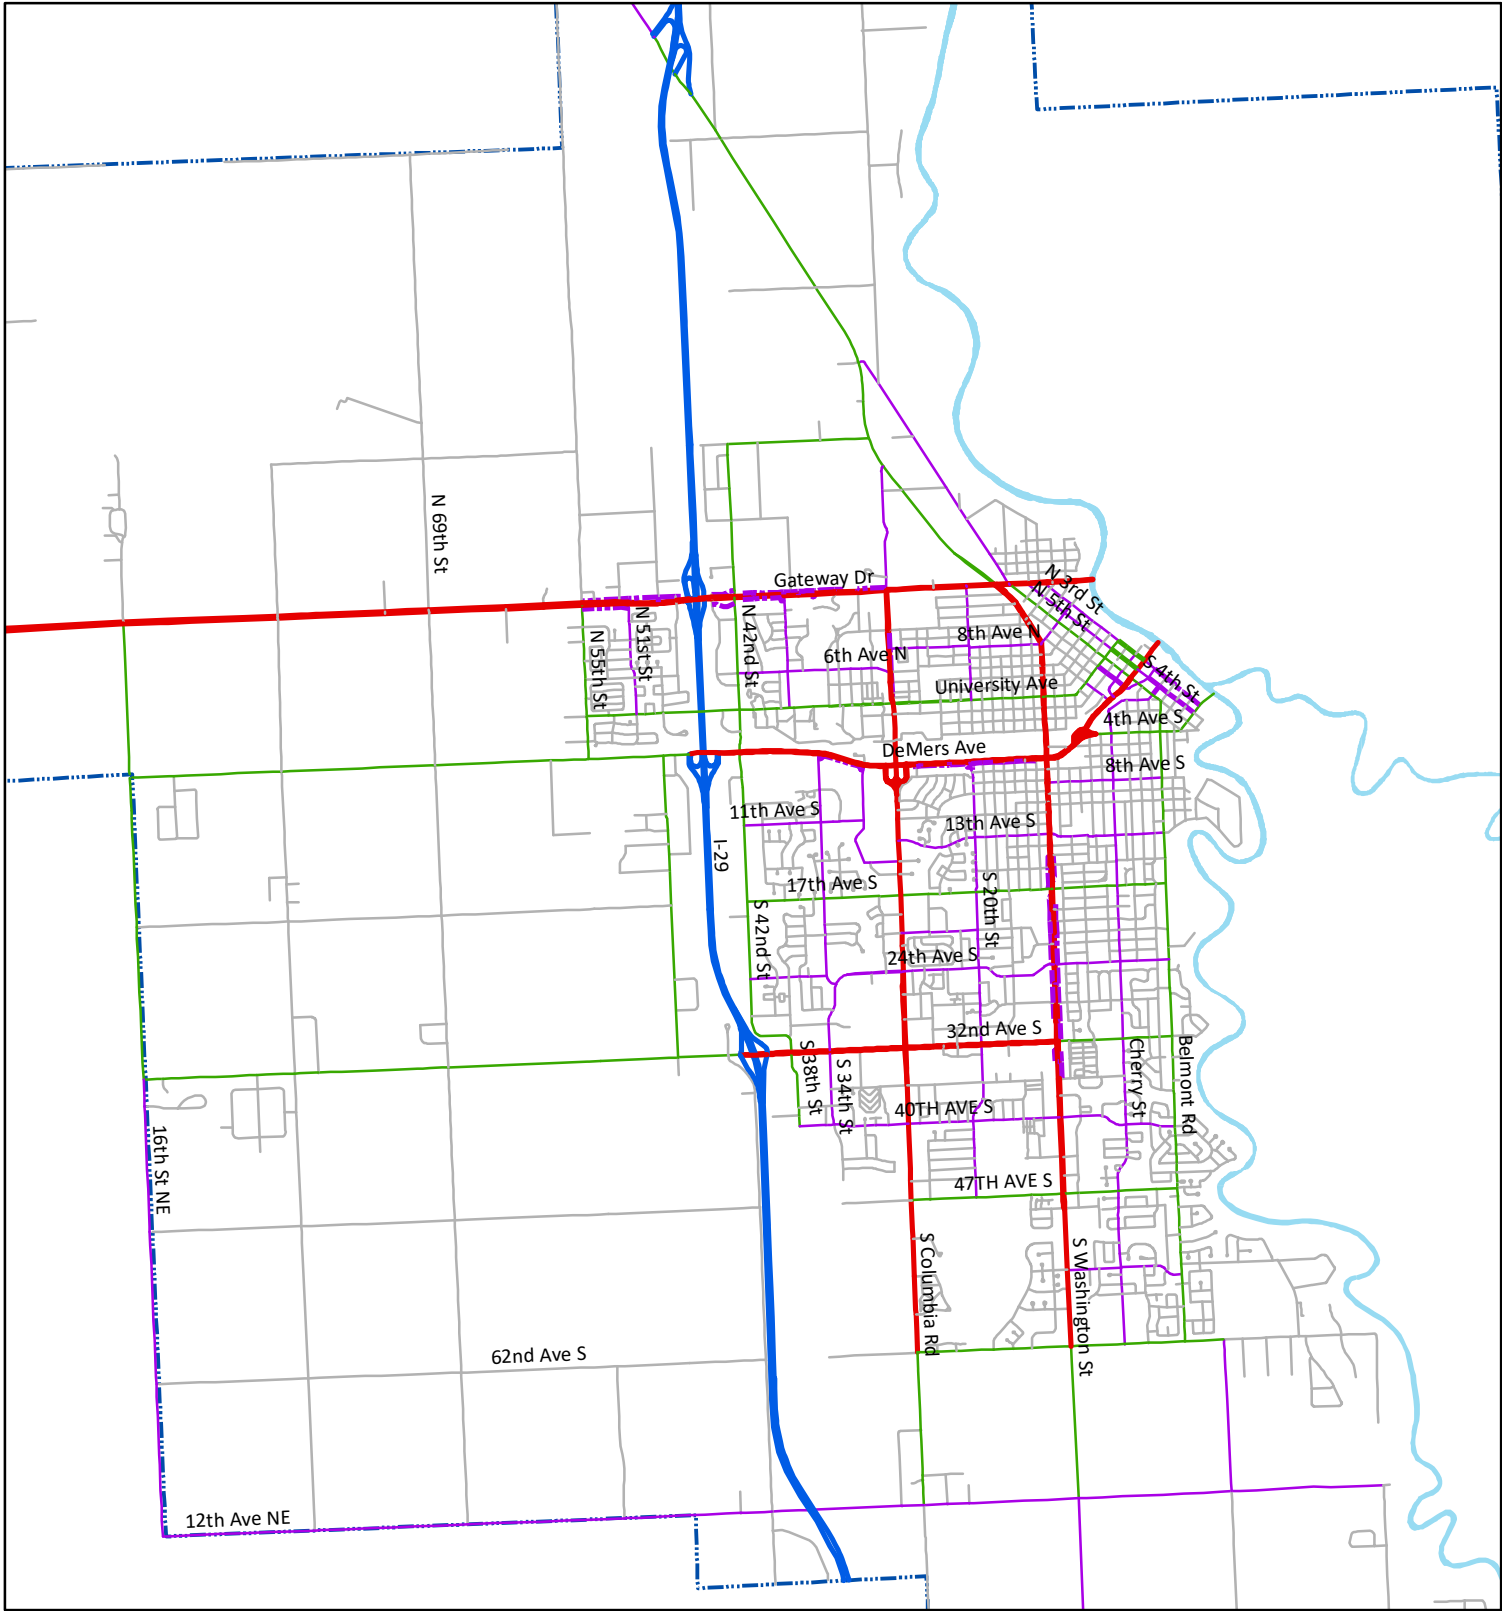 N 69th St
Gateway Dr
N 3rd St
N 5th St
N 51st St
N 55th St
N 42nd St
8th Ave N
6th Ave N
University Ave
S 4th St
4th Ave S
DeMers Ave
8th Ave S
11th Ave S
13th Ave S
I-29
17th Ave S
S 20th St
S 42nd St
24th Ave S
32nd Ave S
S 38th St
S 34th St
Cherry St
Belmont Rd
40TH AVE S
16th St NE
47TH AVE S
S Columbia Rd
S Washington St
62nd Ave S
12th Ave NE